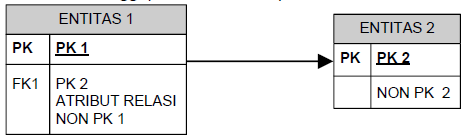 ENTITAS 1
PK PK 1
FK1 PK 2
ATRIBUT RELASI
NON PK 1
ENTITAS 2
PK PK 2
NON PK 2